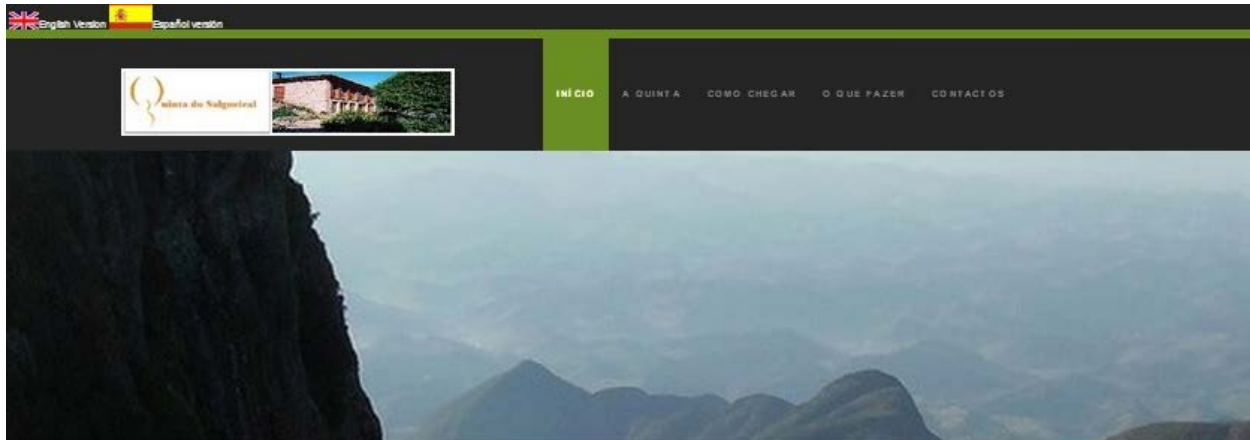 English Version Español versión
Quinta do Salgueiral
INÍCIO A QUINTA COMO CHEGAR O QUE FAZER CONTACTOS